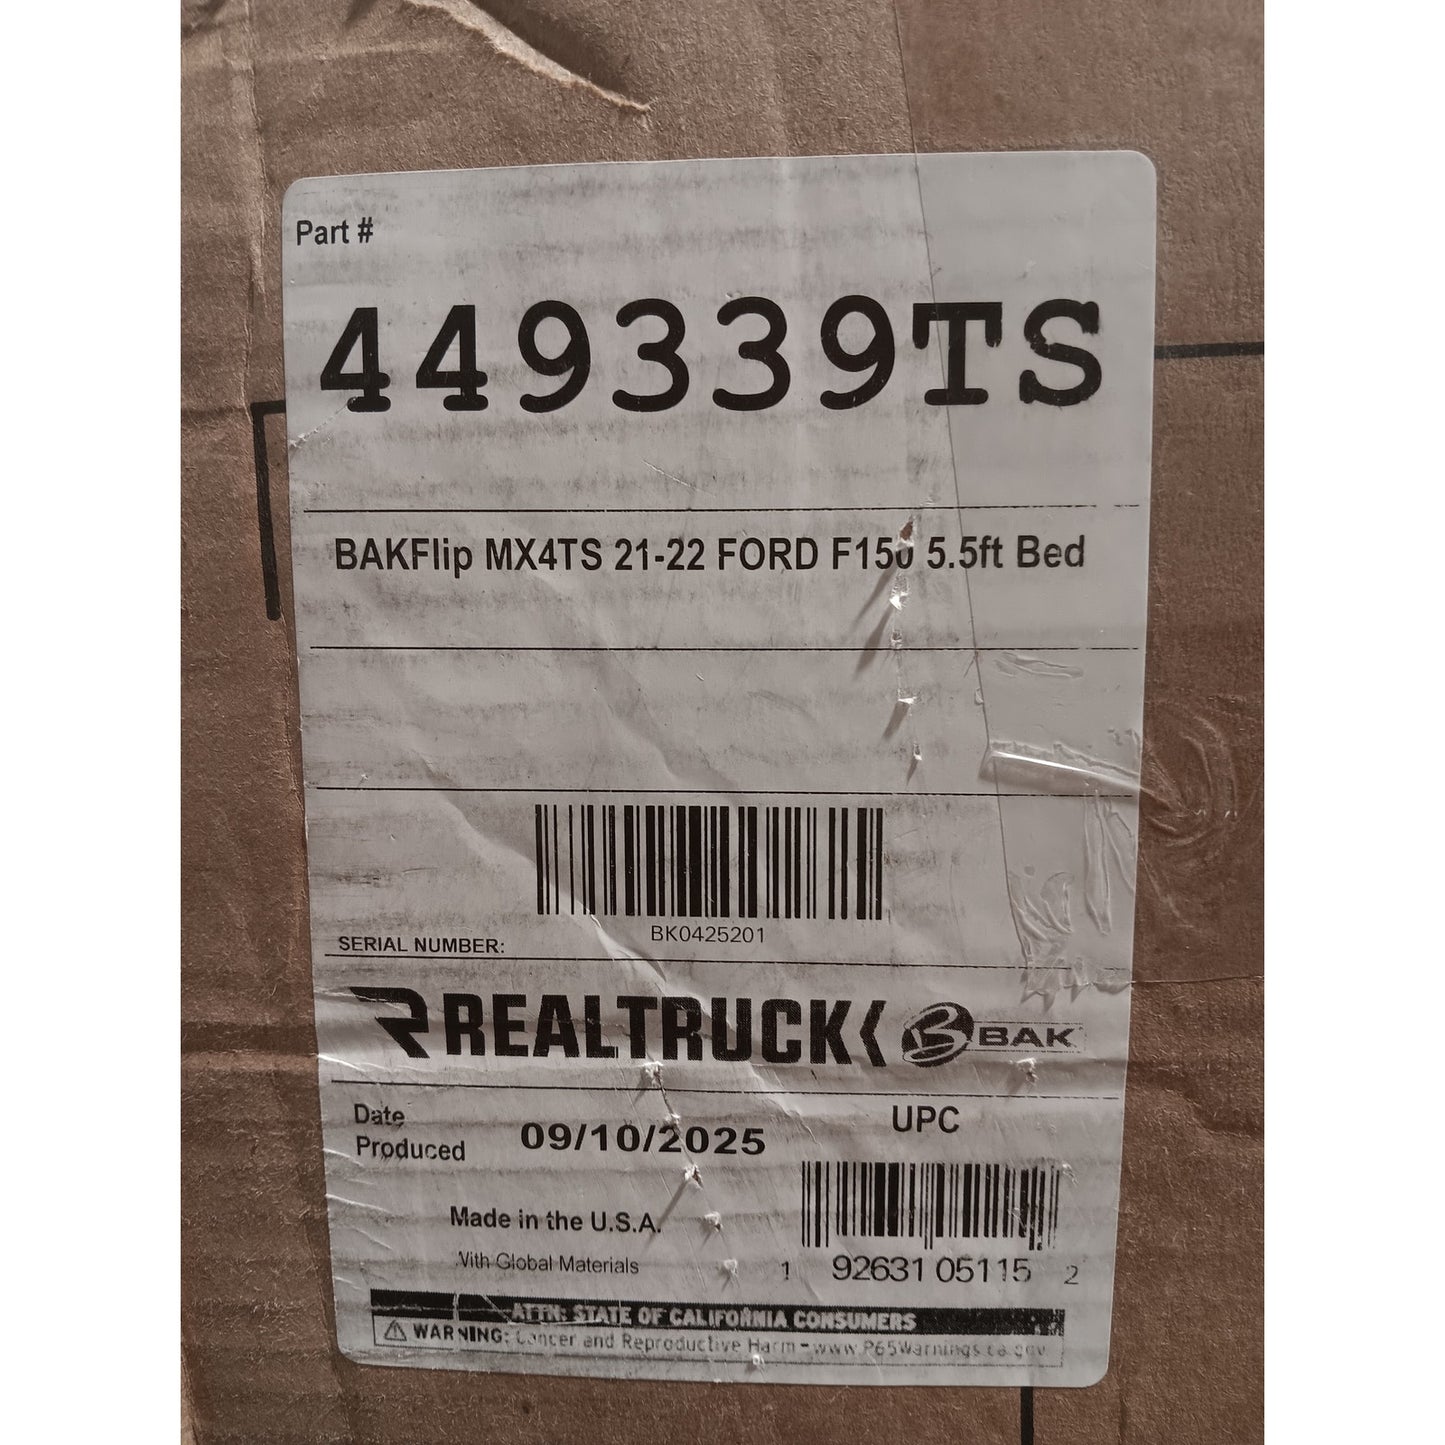 Part #
449339TS
BAKFlip MX4TS 21-22 FORD F150 5.5ft Bed
BK0425201
SERIAL NUMBER:
REALTRUCK BAK
Date Produced 09/10/2025
UPC
Made in the U.S.A.
With Global Materials
1 92631 05115 2
ATTN: STATE OF CALIFORNIA CONSUMERS
WARNING: Cancer and Reproductive Harm - www.P65Warnings.ca.gov